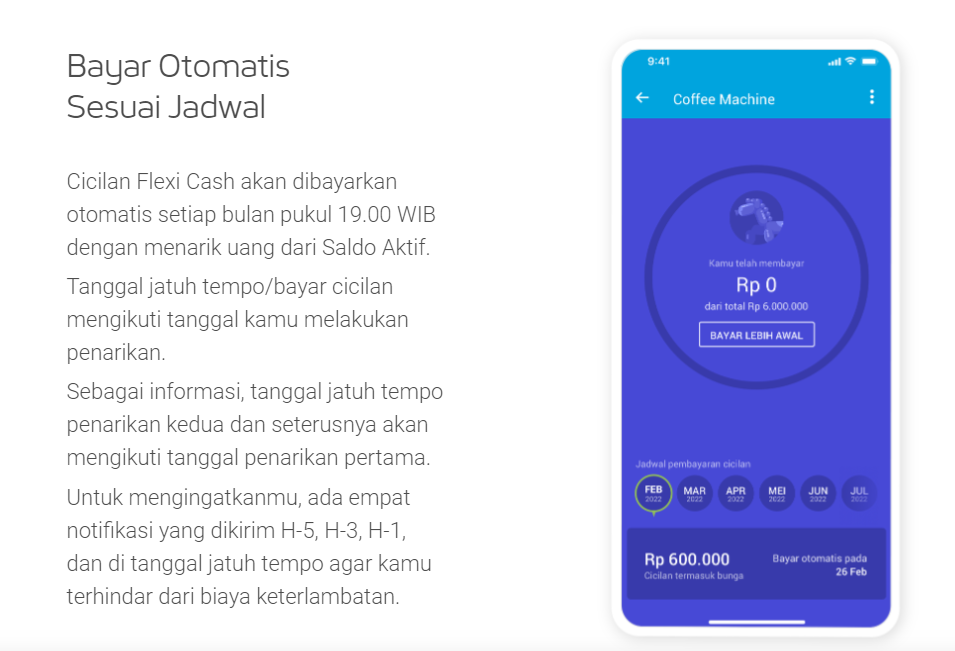 Bayar Otomatis
Sesuai Jadwal
Cicilan Flexi Cash akan dibayarkan
otomatis setiap bulan pukul 19.00 WIB
dengan menarik uang dari Saldo Aktif.
Tanggal jatuh tempo/bayar cicilan
mengikuti tanggal kamu melakukan
penarikan.
Sebagai informasi, tanggal jatuh tempo
penarikan kedua dan seterusnya akan
mengikuti tanggal penarikan pertama.
Untuk mengingatkanmu, ada empat
notifikasi yang dikirim H-5, H-3, H-1,
dan di tanggal jatuh tempo agar kamu
terhindar dari biaya keterlambatan.
9:41
Coffee Machine
Kamu telah membayar
Rp 0
dari total Rp 6.000.000
BAYAR LEBIH AWAL
Jadwal pembayaran cicilan
FEB MAR APR MEI JUN JUL
2022 2022 2022 2022 2022 2022
Rp 600.000 Bayar otomatis pada
Cicilan termasuk bunga 26 Feb